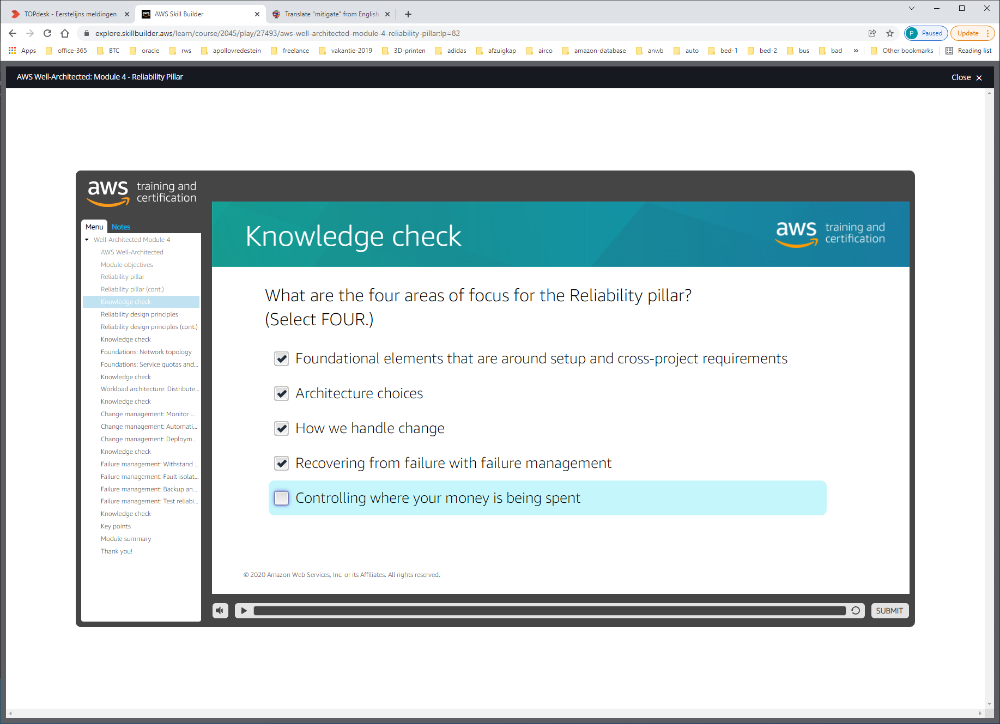 TOPdesk - Eerstelijns meldingen
AWS Skill Builder
Translate "mitigate" from English
explore.skillbuilder.aws/learn/course/2045/play/27493/aws-well-architected-module-4-reliability-pillar;lp=82
P Paused
Update
Apps office-365 BTC oracle rws apollovredestein freelance vakantie-2019 3D-printen adidas afzuigkap airco amazon-database anwb auto bed-1 bed-2 bus bad » Other bookmarks Reading list
AWS Well-Architected: Module 4 - Reliability Pillar
Close
aws training and
certification
Menu Notes
Well-Architected Module 4
AWS Well-Architected
Module objectives
Reliability pillar
Reliability pillar (cont.)
Knowledge check
Reliability design principles
Reliability design principles (cont.)
Knowledge check
Foundations: Network topology
Foundations: Service quotas and...
Knowledge check
Workload architecture: Distribute...
Knowledge check
Change management: Monitor ...
Change management: Automati...
Change management: Deploym...
Knowledge check
Failure management: Withstand ...
Failure management: Fault isolat...
Failure management: Backup an...
Failure management: Test reliabi...
Knowledge check
Key points
Module summary
Thank you!
Knowledge check
aws training and
certification
What are the four areas of focus for the Reliability pillar?
(Select FOUR.)
Foundational elements that are around setup and cross-project requirements
Architecture choices
How we handle change
Recovering from failure with failure management
Controlling where your money is being spent
© 2020 Amazon Web Services, Inc. or its Affiliates. All rights reserved.
SUBMIT